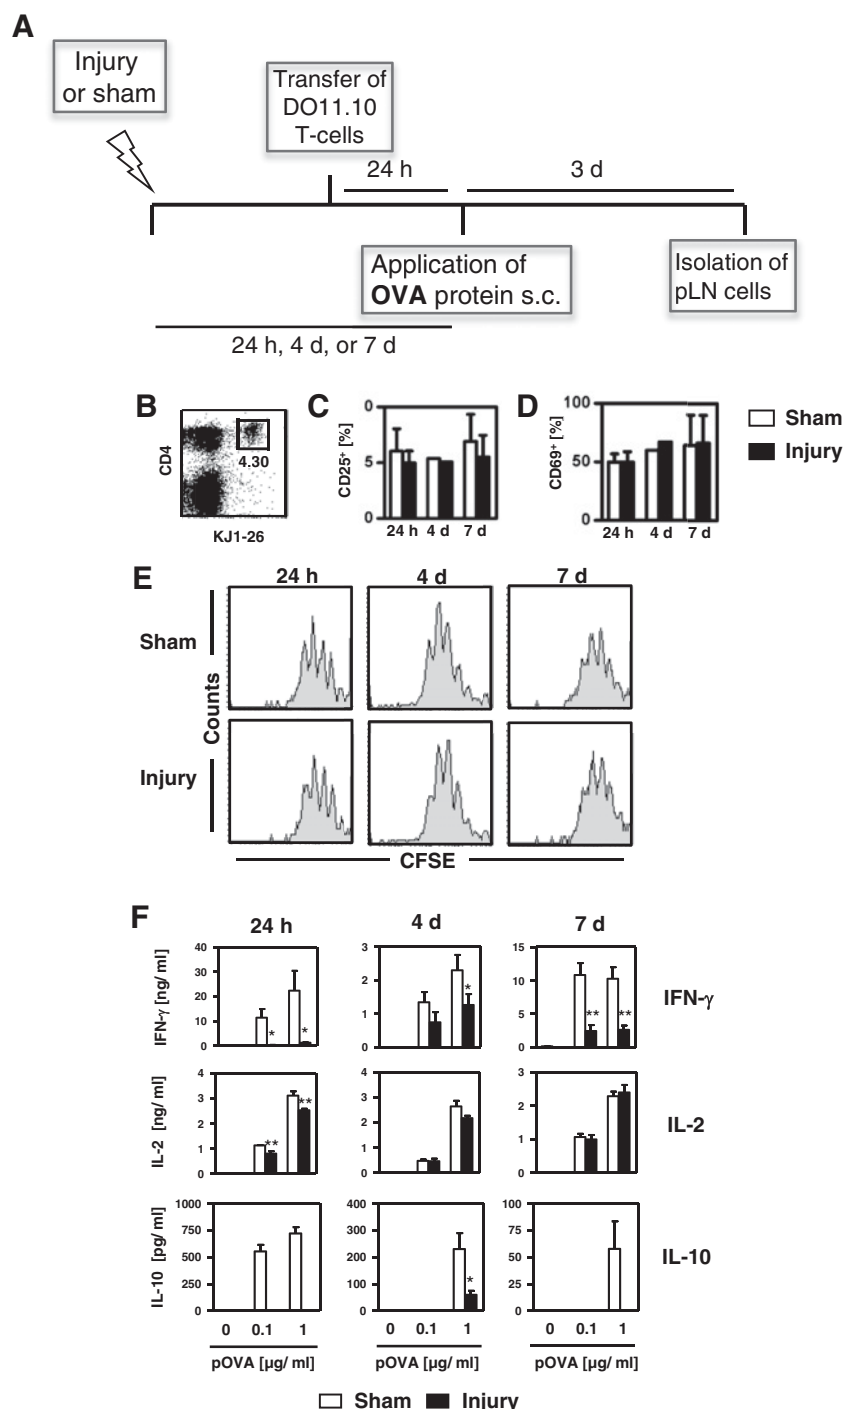 A
Injury
or sham
Transfer of
DO11.10
T-cells
24 h
3 d
Application of
OVA protein s.c.
Isolation of
pLN cells
24 h, 4 d, or 7 d
B
CD4
4.30
KJ1-26
C
CD25+ [%]
0
5
0
24 h 4 d 7 d
D
CD69+ [%]
100
50
0
24 h 4 d 7 d
Sham
Injury
E
24 h 4 d 7 d
Sham
Injury
Counts
CFSE
F
24 h 4 d 7 d
IFN-γ [ng/ ml]
40
30
20
10
0
* *
3
2
1
0
*
15
10
5
0
** **
IFN-γ
IL-2 [ng/ ml]
4
3
2
1
0
** **
4
3
2
1
0
3
2
1
0
IL-2
IL-10 [pg/ ml]
1000
750
500
250
0
400
300
200
100
0
*
100
75
50
25
0
IL-10
0 0.1 1 0 0.1 1 0 0.1 1
pOVA [µg/ ml] pOVA [µg/ ml] pOVA [µg/ ml]
Sham Injury